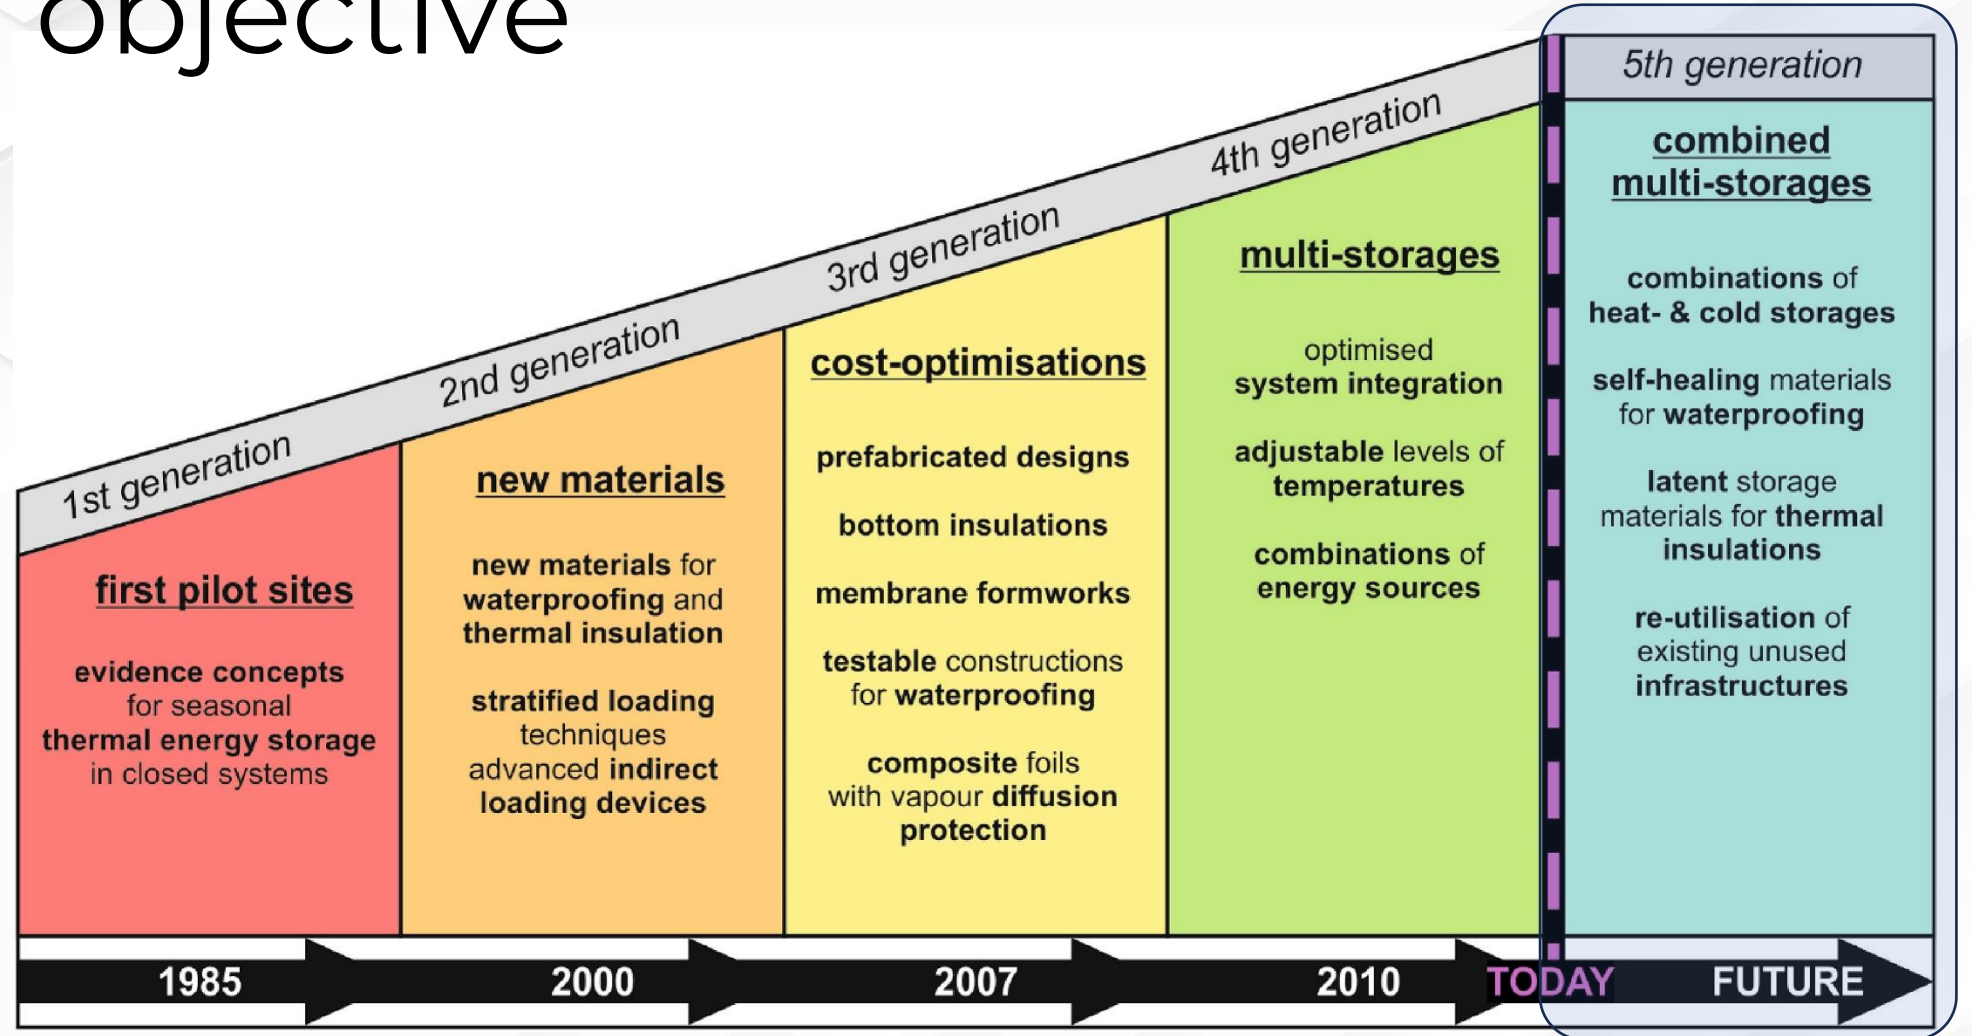 objective
1st generation
first pilot sites
evidence concepts
for seasonal
thermal energy storage
in closed systems
1985
2nd generation
new materials
new materials for
waterproofing and
thermal insulation
stratified loading
techniques
advanced indirect
loading devices
2000
3rd generation
cost-optimisations
prefabricated designs
bottom insulations
membrane formworks
testable constructions
for waterproofing
composite foils
with vapour diffusion
protection
2007
4th generation
multi-storages
optimised
system integration
adjustable levels of
temperatures
combinations of
energy sources
2010
TODAY
5th generation
combined
multi-storages
combinations of
heat- & cold storages
self-healing materials
for waterproofing
latent storage
materials for thermal
insulations
re-utilisation of
existing unused
infrastructures
FUTURE